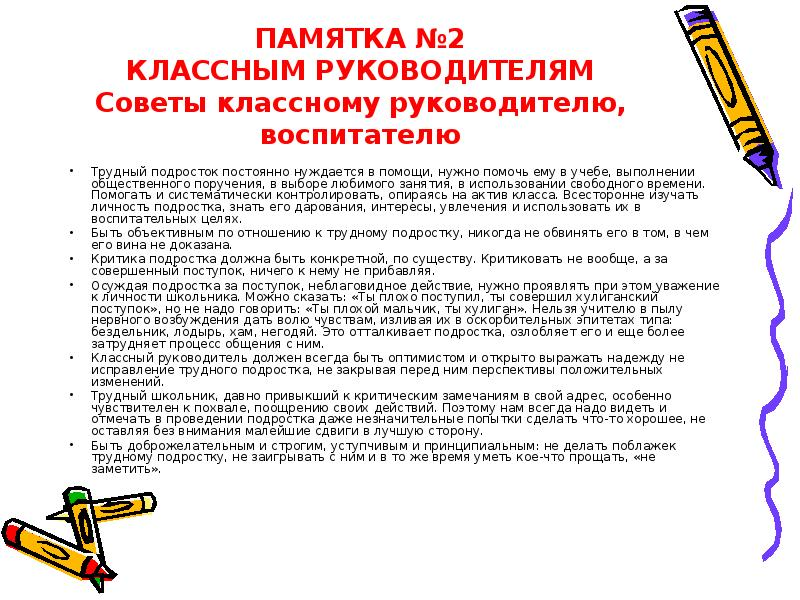 ПАМЯТКА №2
КЛАССНЫМ РУКОВОДИТЕЛЯМ
Советы классному руководителю,
воспитателю
• Трудный подросток постоянно нуждается в помощи, нужно помочь ему в учебе, выполнении
общественного поручения, в выборе любимого занятия, в использовании свободного времени.
Помогать и систематически контролировать, опираясь на актив класса. Всесторонне изучать
личность подростка, знать его дарования, интересы, увлечения и использовать их в
воспитательных целях.
• Быть объективным по отношению к трудному подростку, никогда не обвинять его в том, в чем
его вина не доказана.
• Критика подростка должна быть конкретной, по существу. Критиковать не вообще, а за
совершенный поступок, ничего к нему не прибавляя.
• Осуждая подростка за поступок, неблаговидное действие, нужно проявлять при этом уважение
к личности школьника. Можно сказать: «Ты плохо поступил, ты совершил хулиганский
поступок», но не надо говорить: «Ты плохой мальчик, ты хулиган». Нельзя учителю в пылу
нервного возбуждения дать волю чувствам, изливая их в оскорбительных эпитетах типа:
бездельник, лодырь, хам, негодяй. Это отталкивает подростка, озлобляет его и еще более
затрудняет процесс общения с ним.
• Классный руководитель должен всегда быть оптимистом и открыто выражать надежду не
исправление трудного подростка, не закрывая перед ним перспективы положительных
изменений.
• Трудный школьник, давно привыкший к критическим замечаниям в свой адрес, особенно
чувствителен к похвале, поощрению своих действий. Поэтому нам всегда надо видеть и
отмечать в проведении подростка даже незначительные попытки сделать что-то хорошее, не
оставляя без внимания малейшие сдвиги в лучшую сторону.
• Быть доброжелательным и строгим, уступчивым и принципиальным: не делать поблажек
трудному подростку, не заигрывать с ним и в то же время уметь кое-что прощать, «не
заметить».